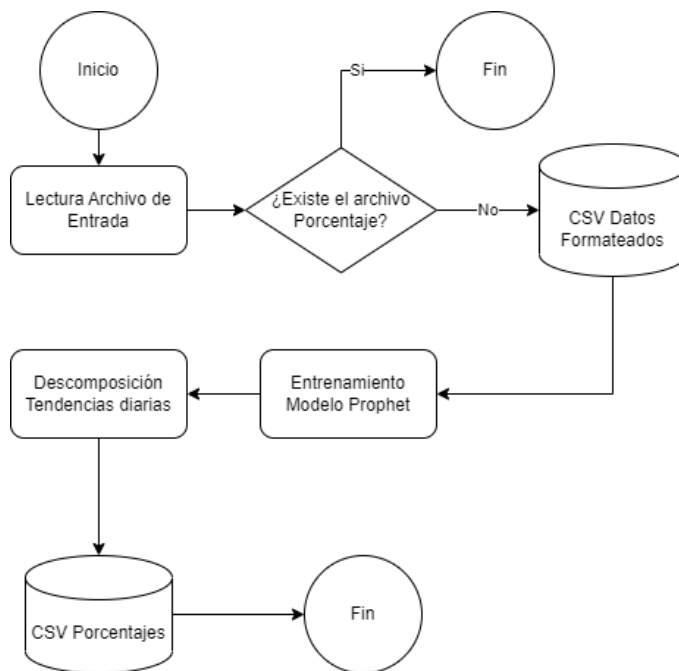 Inicio
Si
Fin
Lectura Archivo de
Entrada
¿Existe el archivo
Porcentaje?
No
CSV Datos
Formateados
Descomposición
Tendencias diarias
Entrenamiento
Modelo Prophet
CSV Porcentajes
Fin